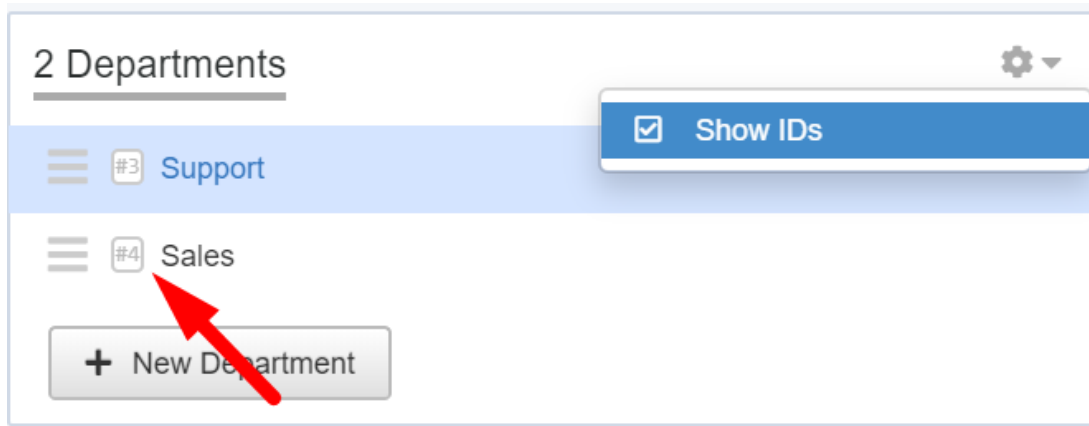 2 Departments
Show IDs
#3 Support
#4 Sales
+ New Department